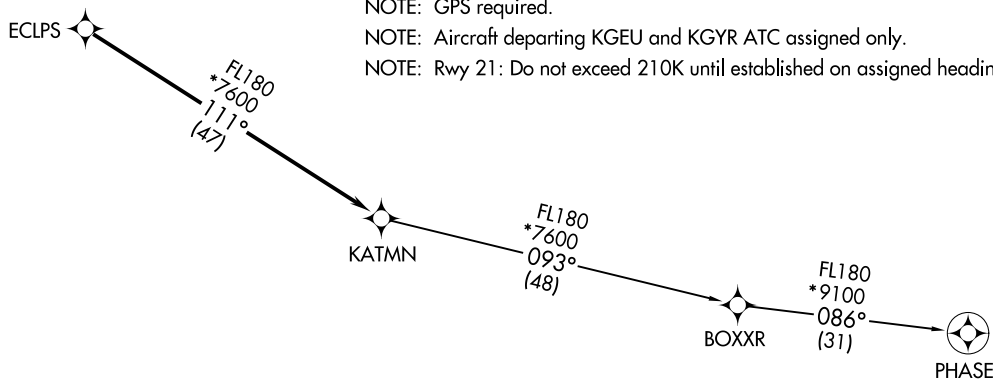 NOTE: GPS required.
NOTE: Aircraft departing KGEU and KGYR ATC assigned only.
NOTE: Rwy 21: Do not exceed 210K until established on assigned
ECLPS
FL180
*7600
111°
(47)
KATMN
FL180
*7600
093°
(48)
BOXXR
FL180
*9100
086°
(31)
PHASE